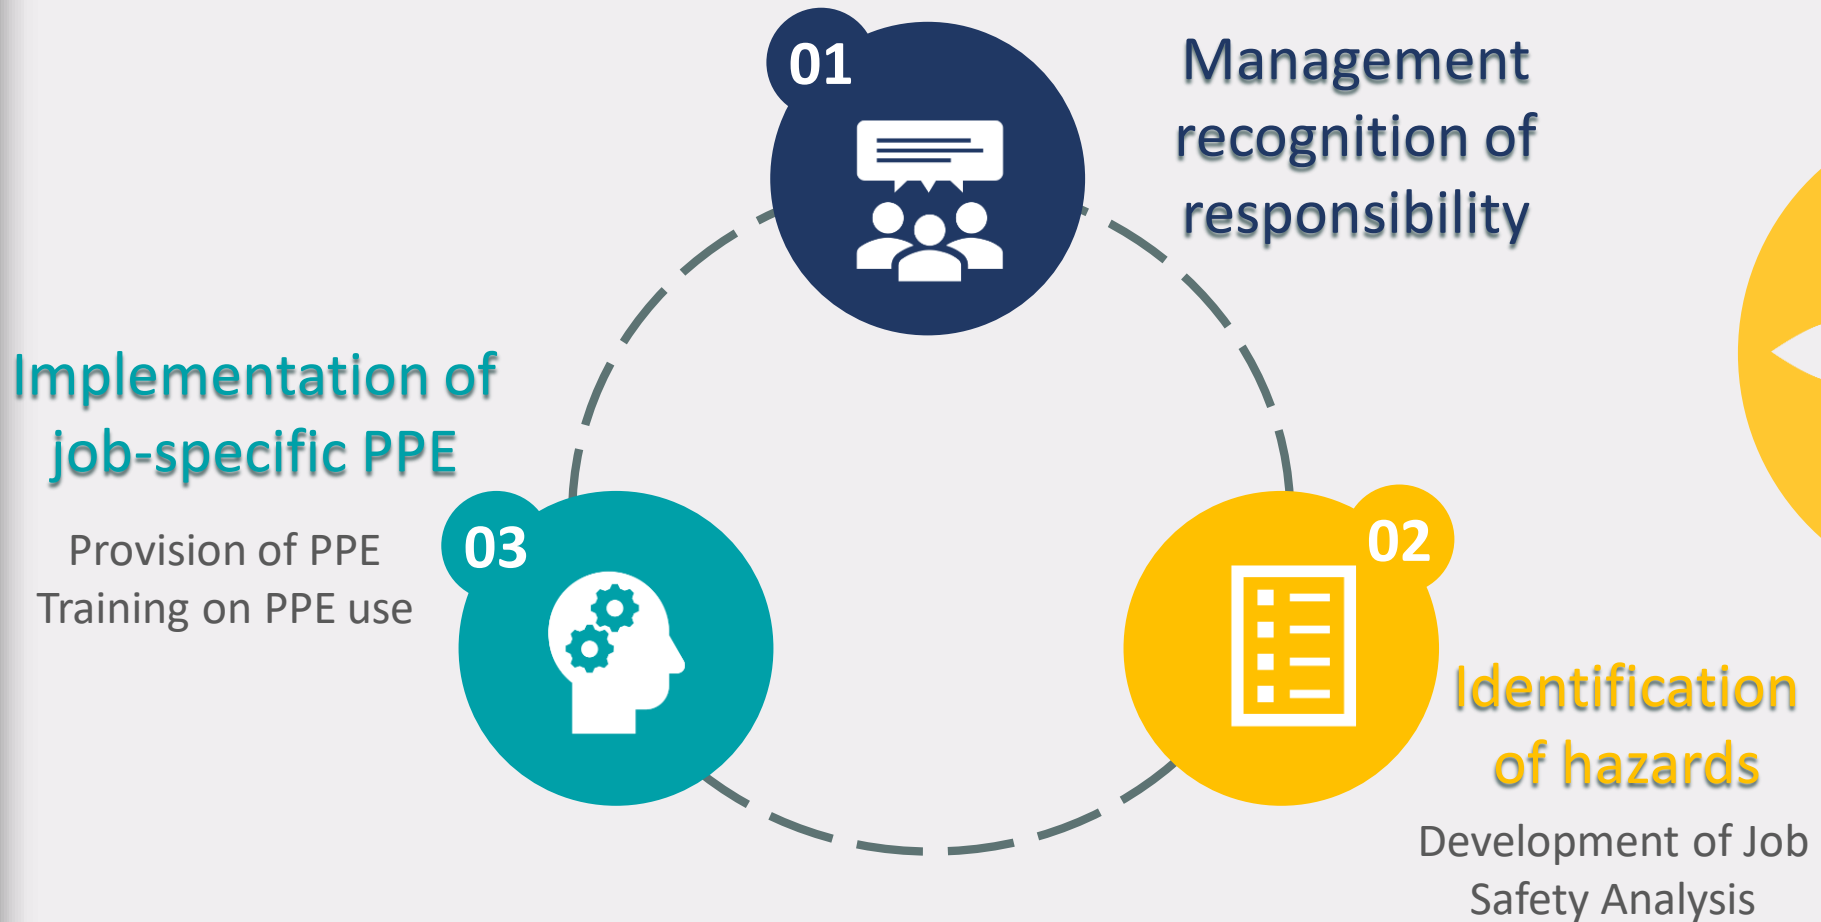 01
Management
recognition of
responsibility
02
Identification
of hazards
Development of Job
Safety Analysis
03
Implementation of
job-specific PPE
Provision of PPE
Training on PPE use